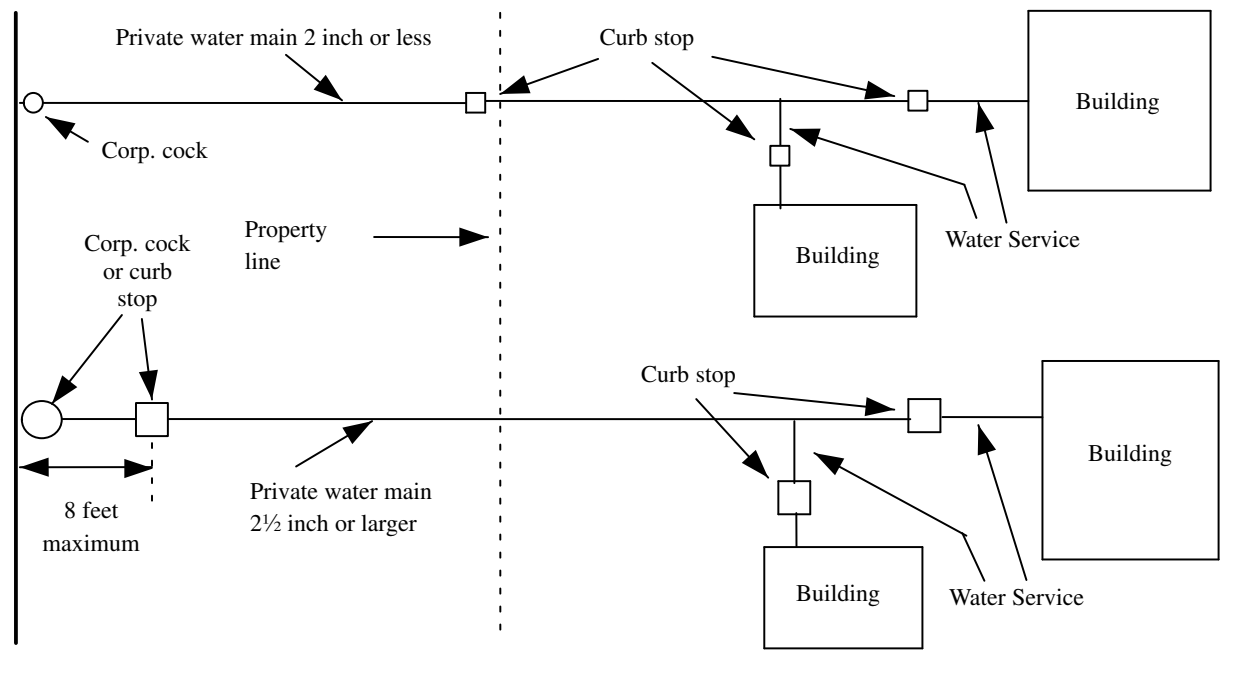 Private water main 2 inch or less
Curb stop
Building
Corp. cock
Property
line
Water Service
Corp. cock
or curb
stop
Building
Curb stop
Building
Private water main
2½ inch or larger
8 feet
maximum
Building
Water Service